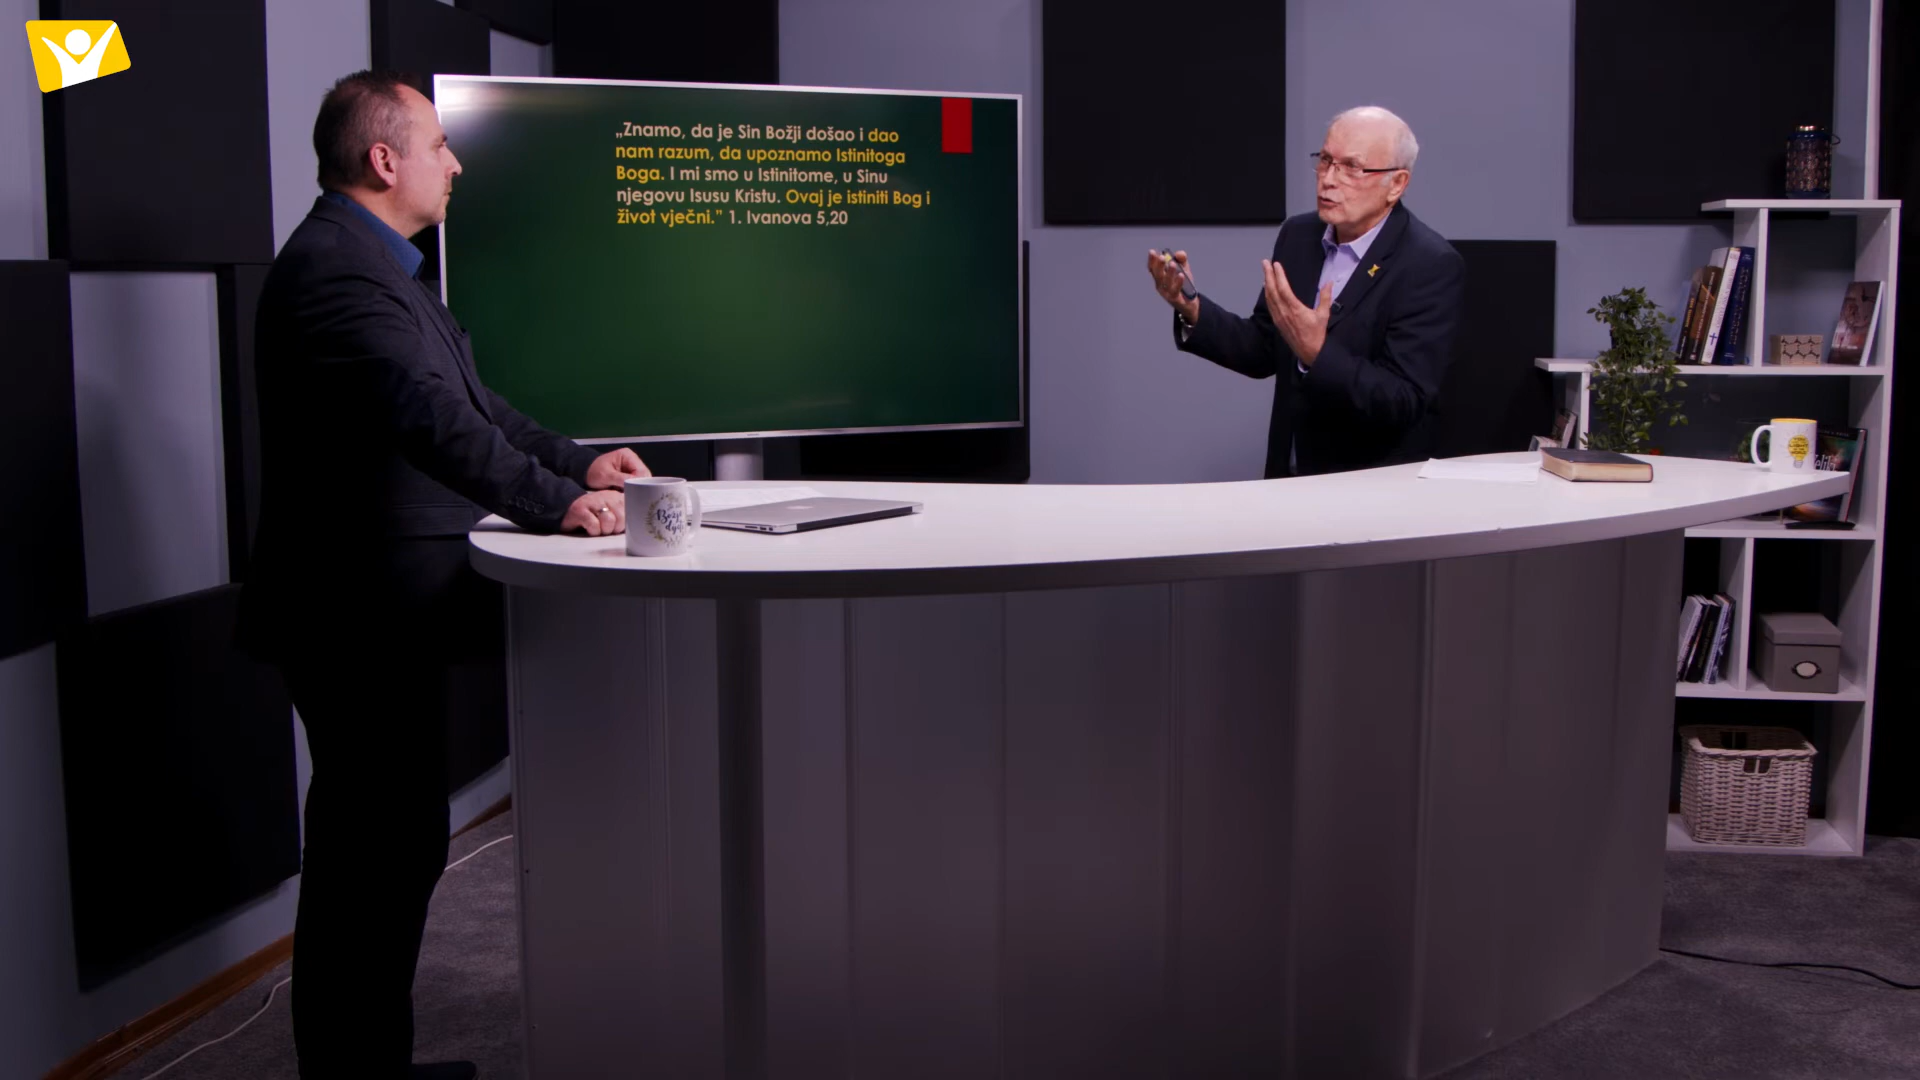 „Znamo, da je Sin Božji došao i dao
nam razum, da upoznamo Istinitoga
Boga. I mi smo u Istinitome, u Sinu
njegovu Isusu Kristu. Ovaj je istiniti Bog i
život vječni.” 1. Ivanova 5,20
Božje